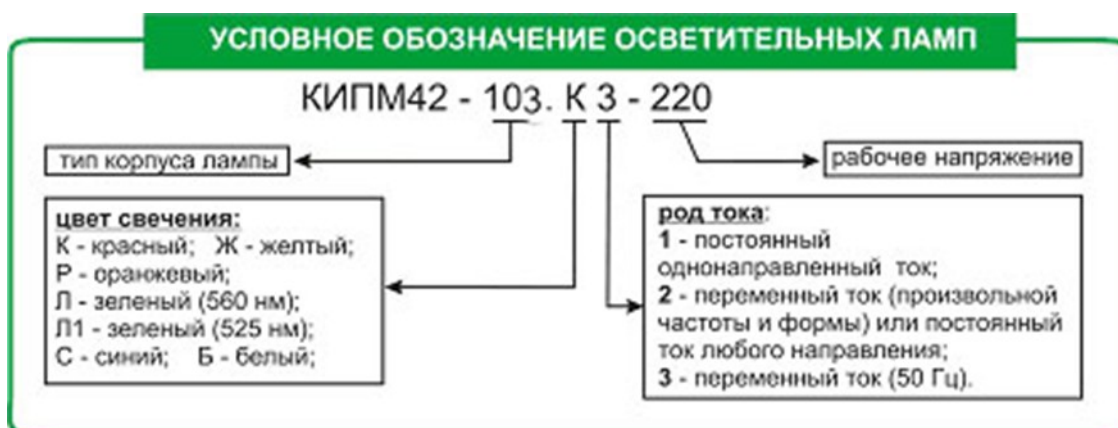 УСЛОВНОЕ ОБОЗНАЧЕНИЕ ОСВЕТИТЕЛЬНЫХ ЛАМП
КИПМ42 - 103. К 3 - 220
тип корпуса лампы
рабочее напряжение
цвет свечения:
К - красный; Ж - желтый;
Р - оранжевый;
Л - зеленый (560 нм);
Л1 - зеленый (525 нм);
С - синий; Б - белый;
род тока:
1 - постоянный
однонаправленный ток;
2 - переменный ток (произвольной
частоты и формы) или постоянный
ток любого направления;
3 - переменный ток (50 Гц).